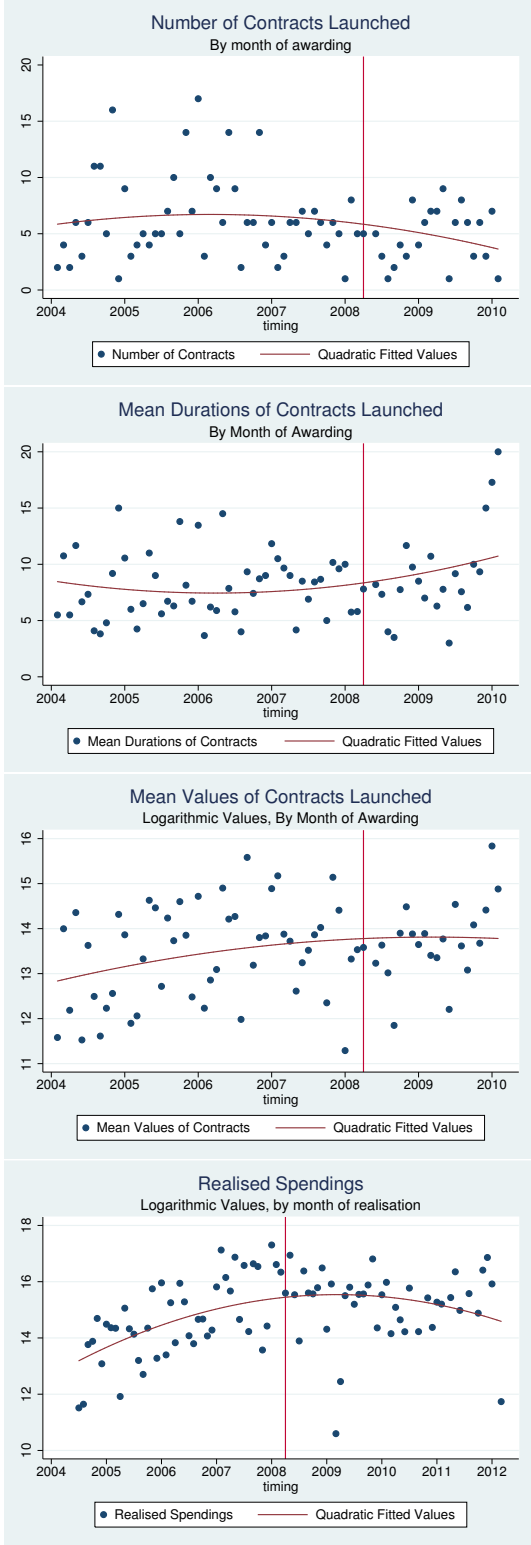 Number of Contracts Launched
By month of awarding
20
15
10
5
0
2004 2005 2006 2007 2008 2009 2010
timing
Number of Contracts Quadratic Fitted Values
Mean Durations of Contracts Launched
By Month of Awarding
20
15
10
5
0
2004 2005 2006 2007 2008 2009 2010
timing
Mean Durations of Contracts Quadratic Fitted Values
Mean Values of Contracts Launched
Logarithmic Values, By Month of Awarding
16
15
14
13
12
11
2004 2005 2006 2007 2008 2009 2010
timing
Mean Values of Contracts Quadratic Fitted Values
Realised Spendings
Logarithmic Values, by month of realisation
18
16
14
12
10
2004 2005 2006 2007 2008 2009 2010 2011 2012
timing
Realised Spendings Quadratic Fitted Values